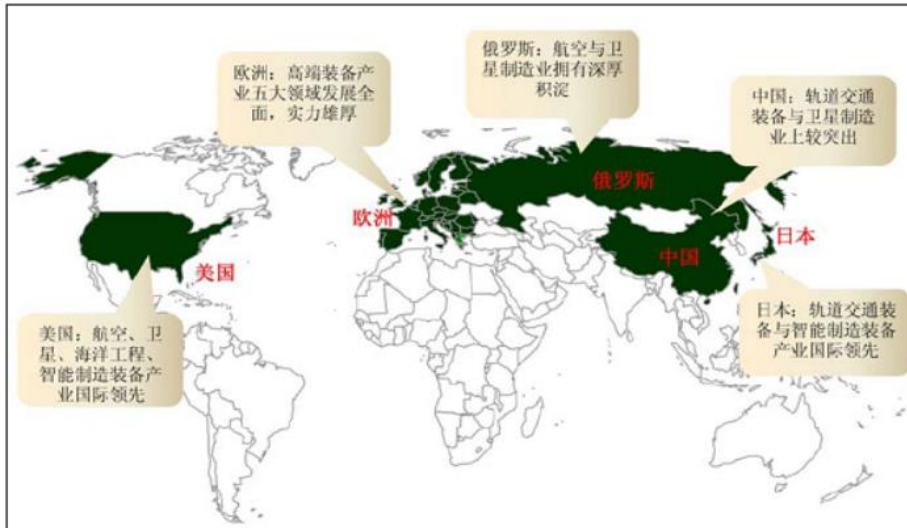 俄罗斯：航空与卫
星制造业拥有深厚
积淀
欧洲：高端装备产
业五大领域发展全
面，实力雄厚
中国：轨道交通
装备与卫星制造
业上较突出
俄罗斯
欧洲
日本
中国
美国
美国：航空、卫
星、海洋工程、
智能制造装备产
业国际领先
日本：轨道交通装
备与智能制造装备
产业国际领先